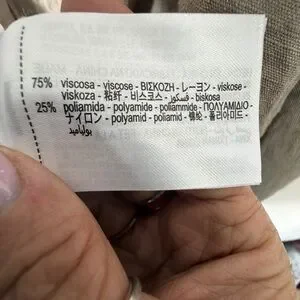 75% viscosa - viscose - ΒΙΣΚΟΖΗ - レーヨン - viskose -
viskoza - 粘纤 - 비스코스 - فسكوز - biskosa
25% poliamida - polyamide - poliammide - ΠΟΛΥΑΜΙΔΙΟ -
ナイロン - polyamid - poliamid - 锦纶 - 폴리아미드 -
بولياميد